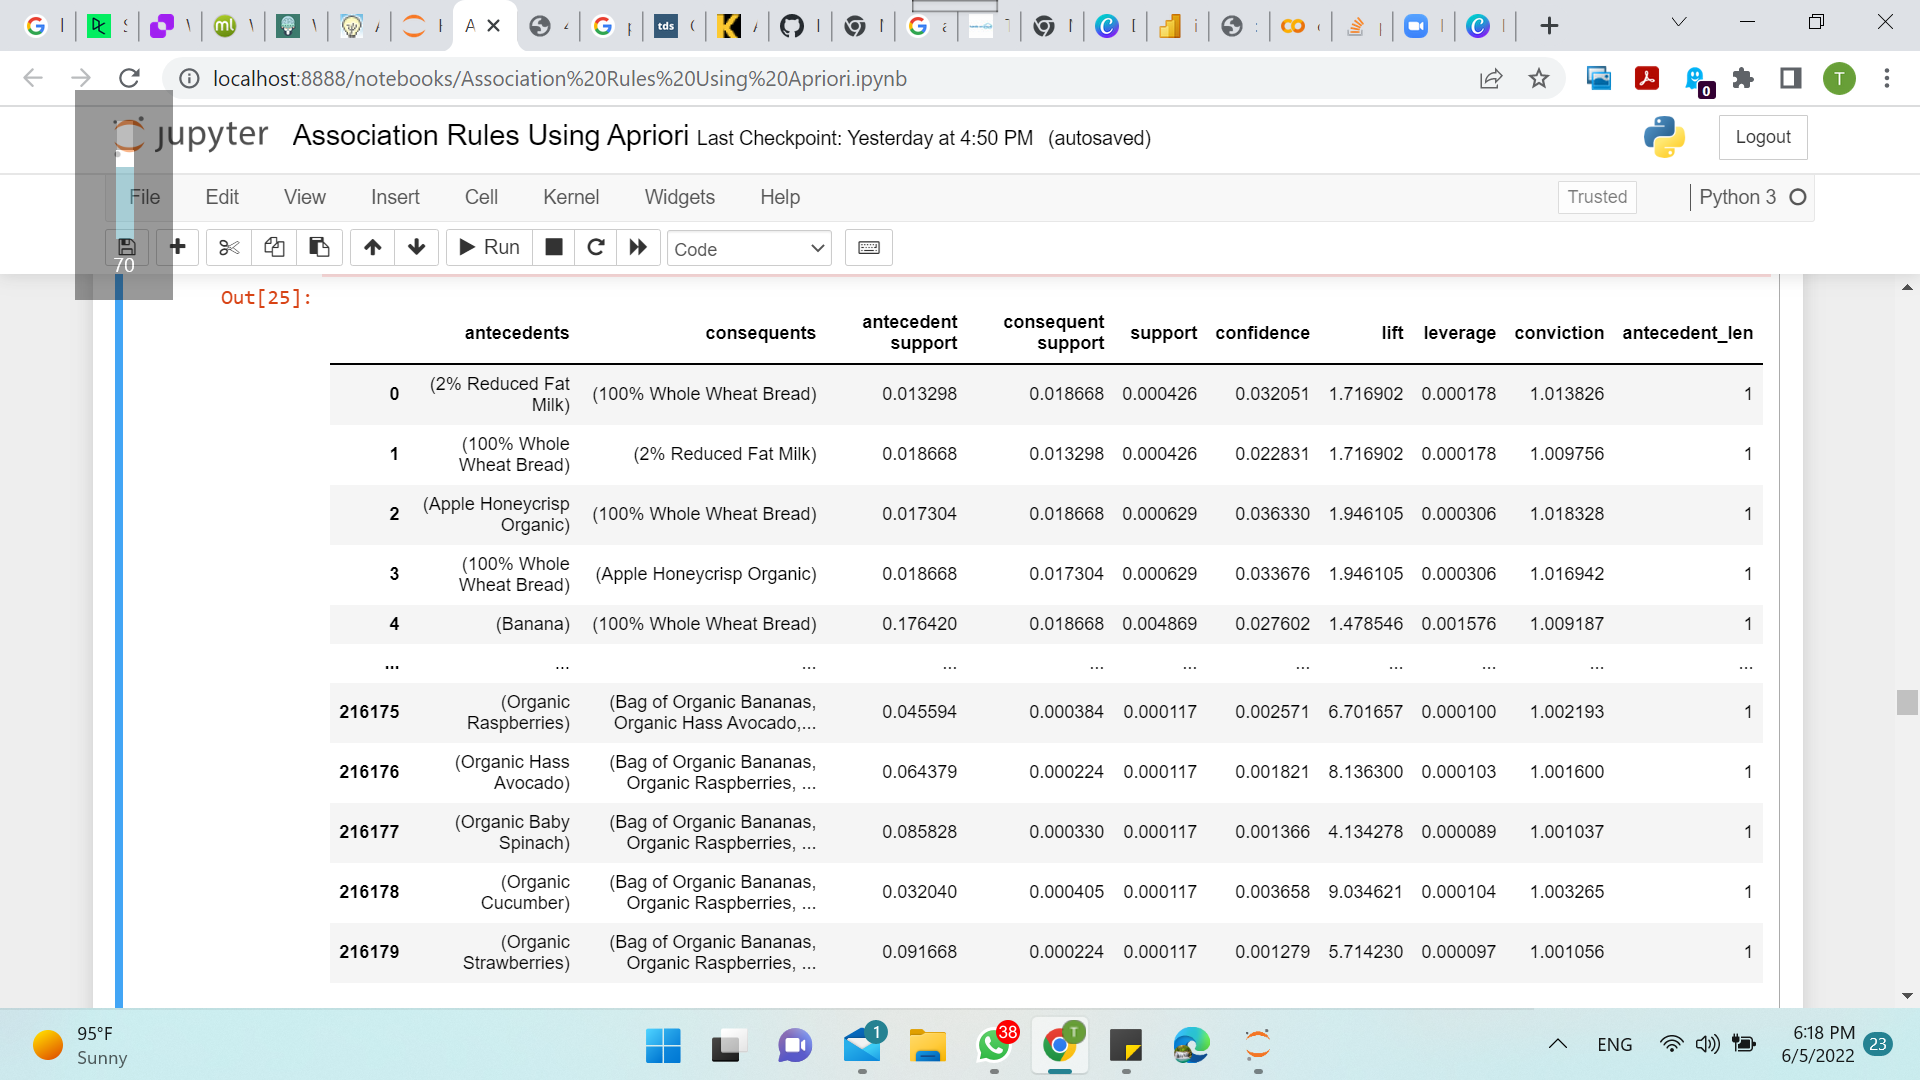 tds
ml
0
localhost:8888/notebooks/Association%20Rules%20Using%20Apriori.ipynb
T
jupyter Association Rules Using Apriori Last Checkpoint: Yesterday at 4:50 PM (autosaved)
Logout
File Edit View Insert Cell Kernel Widgets Help Trusted Python 3
70
Run Code
Out[25]:
antecedents consequents antecedent support consequent support support confidence lift leverage conviction antecedent_len
0 (2% Reduced Fat Milk) (100% Whole Wheat Bread) 0.013298 0.018668 0.000426 0.032051 1.716902 0.000178 1.013826 1
1 (100% Whole Wheat Bread) (2% Reduced Fat Milk) 0.018668 0.013298 0.000426 0.022831 1.716902 0.000178 1.009756 1
2 (Apple Honeycrisp Organic) (100% Whole Wheat Bread) 0.017304 0.018668 0.000629 0.036330 1.946105 0.000306 1.018328 1
3 (100% Whole Wheat Bread) (Apple Honeycrisp Organic) 0.018668 0.017304 0.000629 0.033676 1.946105 0.000306 1.016942 1
4 (Banana) (100% Whole Wheat Bread) 0.176420 0.018668 0.004869 0.027602 1.478546 0.001576 1.009187 1
... ... ... ... ... ... ... ... ... ... ...
216175 (Organic Raspberries) (Bag of Organic Bananas, Organic Hass Avocado,... 0.045594 0.000384 0.000117 0.002571 6.701657 0.000100 1.002193 1
216176 (Organic Hass Avocado) (Bag of Organic Bananas, Organic Raspberries, ... 0.064379 0.000224 0.000117 0.001821 8.136300 0.000103 1.001600 1
216177 (Organic Baby Spinach) (Bag of Organic Bananas, Organic Raspberries, ... 0.085828 0.000330 0.000117 0.001366 4.134278 0.000089 1.001037 1
216178 (Organic Cucumber) (Bag of Organic Bananas, Organic Raspberries, ... 0.032040 0.000405 0.000117 0.003658 9.034621 0.000104 1.003265 1
216179 (Organic Strawberries) (Bag of Organic Bananas, Organic Raspberries, ... 0.091668 0.000224 0.000117 0.001279 5.714230 0.000097 1.001056 1
95°F
Sunny
1
38
T
ENG
6:18 PM
6/5/2022
23